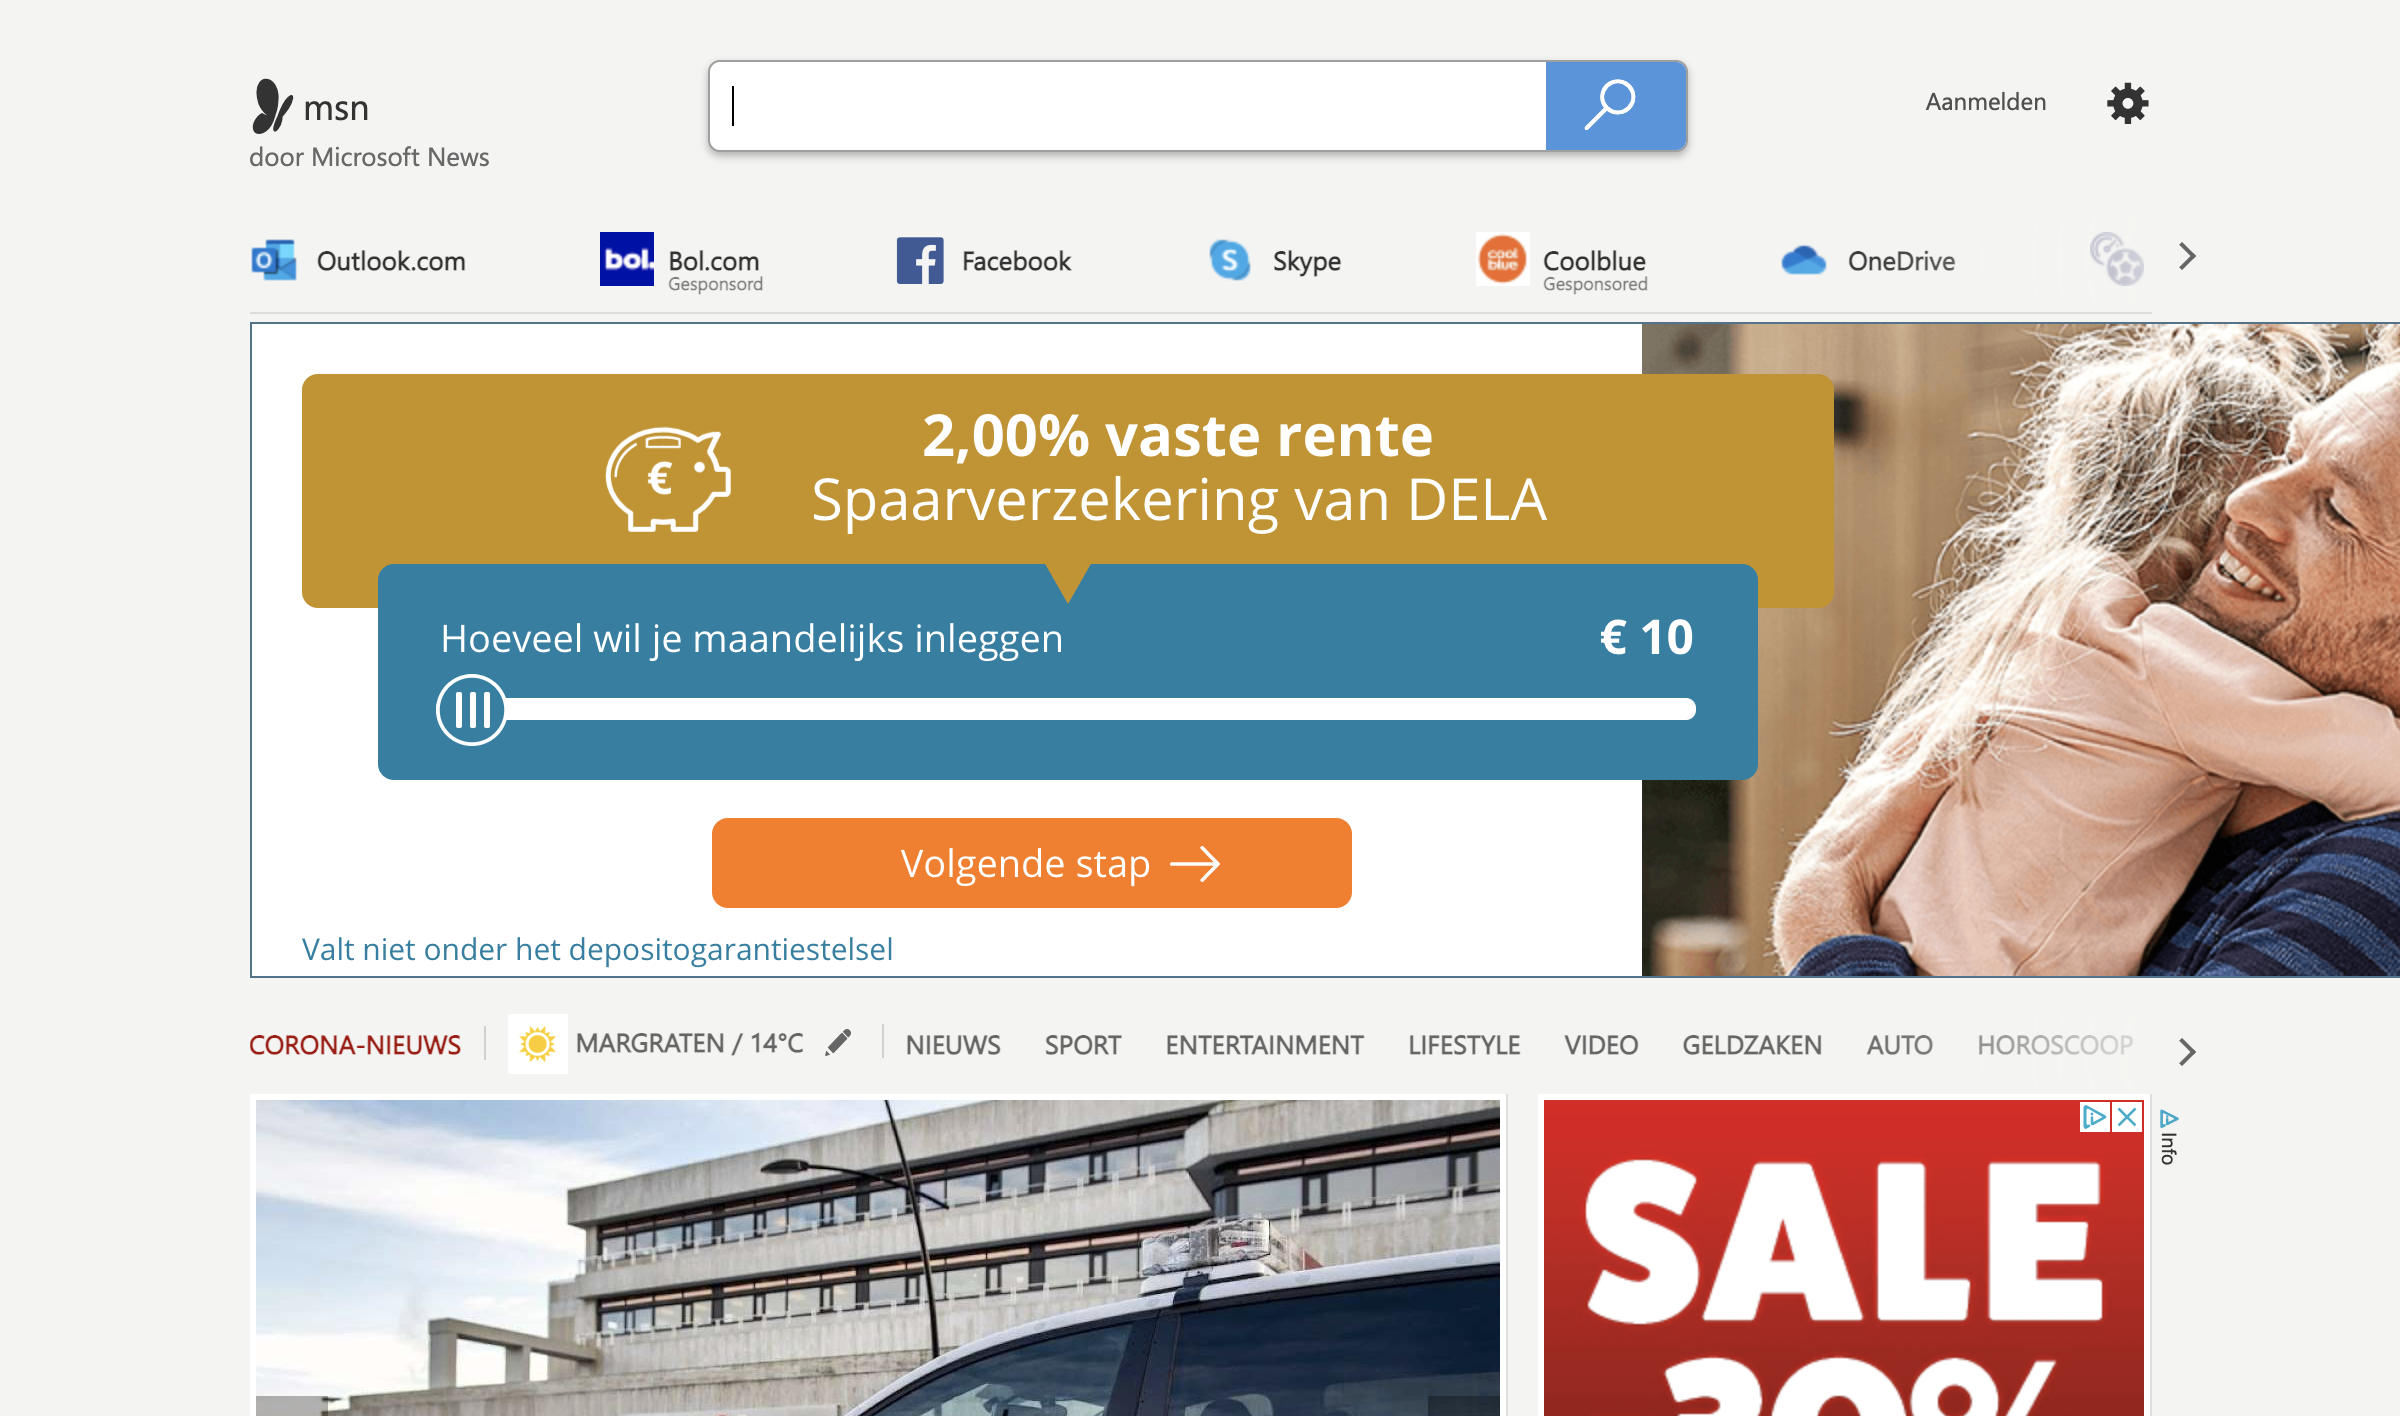 msn
door Microsoft News
Aanmelden
Outlook.com
bol.
Bol.com
Gesponsord
Facebook
Skype
cool
blue
Coolblue
Gesponsored
OneDrive
2,00% vaste rente
Spaarverzekering van DELA
Hoeveel wil je maandelijks inleggen
€ 10
Volgende stap
Valt niet onder het depositogarantiestelsel
CORONA-NIEUWS
MARGRATEN / 14°C
NIEUWS
SPORT
ENTERTAINMENT
LIFESTYLE
VIDEO
GELDZAKEN
AUTO
HOROSCOOP
SALE
Info